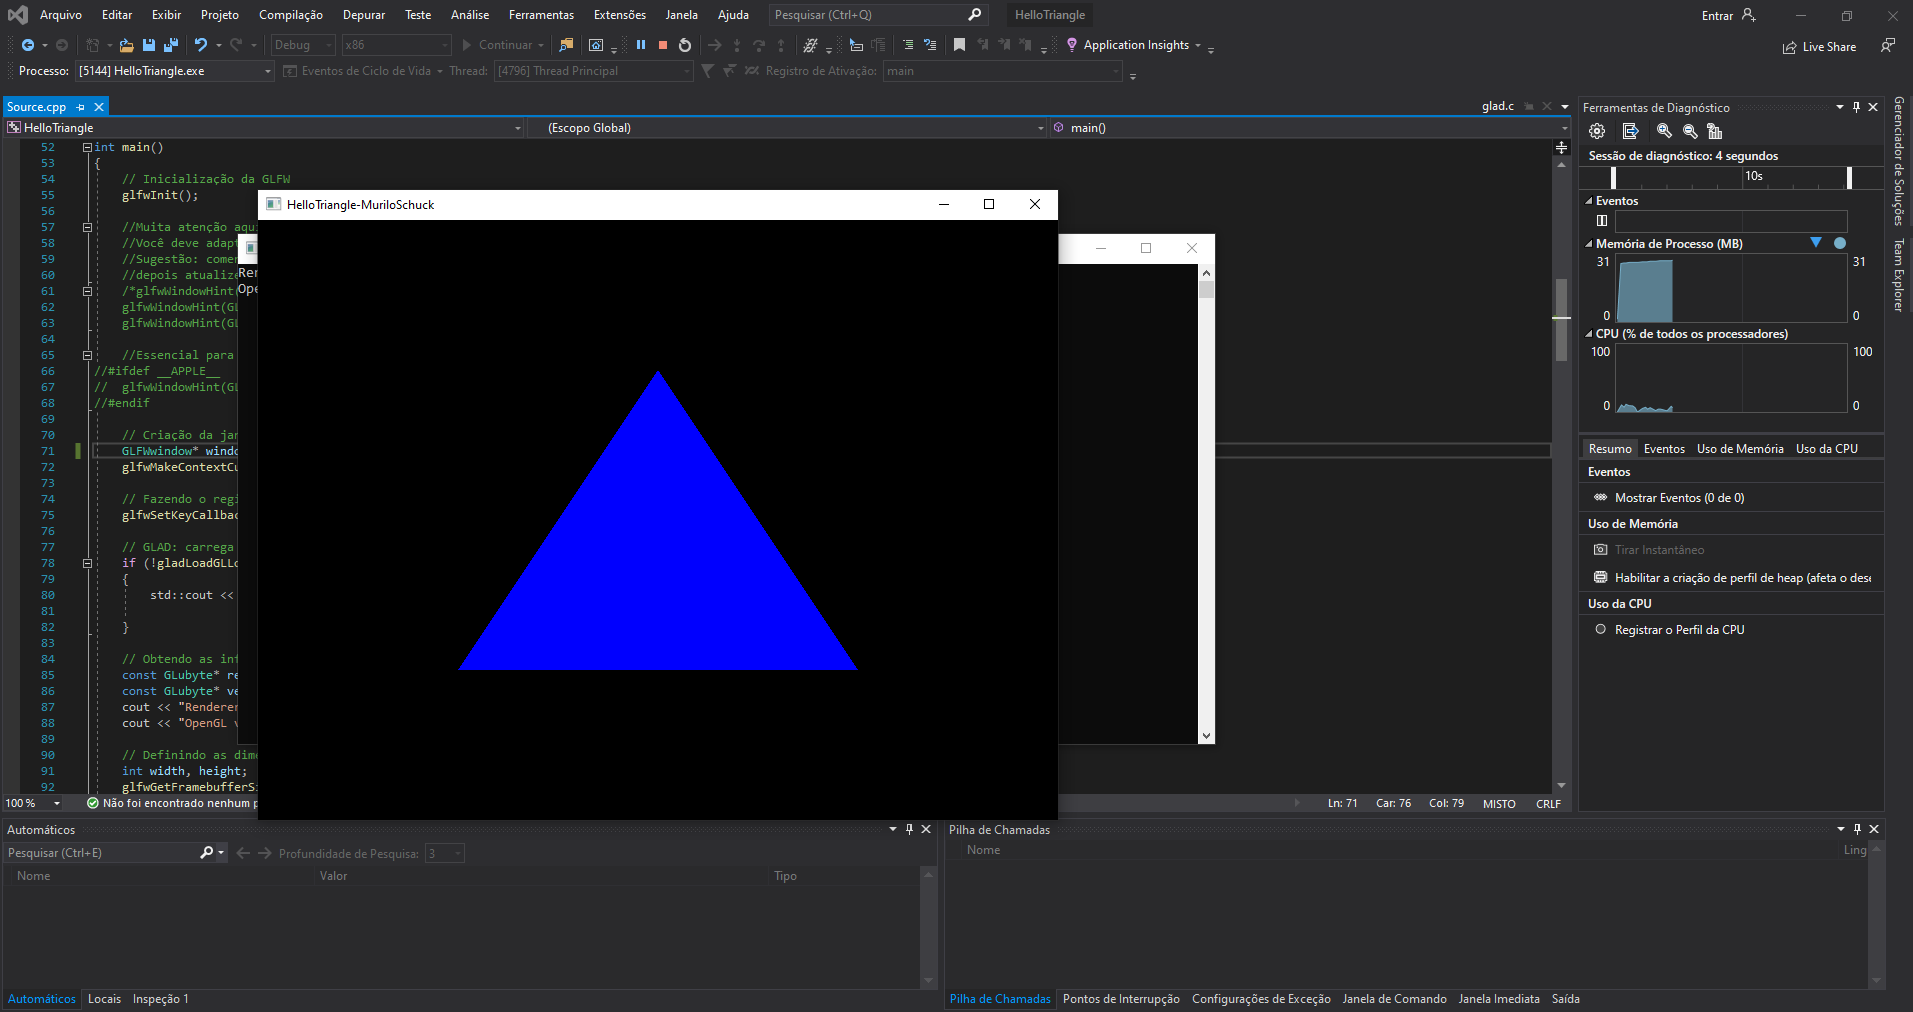 Arquivo Editar Exibir Projeto Compilação Depurar Teste Análise Ferramentas Extensões Janela Ajuda Pesquisar (Ctrl+Q) HelloTriangle Entrar
Debug x86 Continuar Application Insights Live Share
Processo: [5144] HelloTriangle.exe Eventos de Ciclo de Vida Thread: [4796] Thread Principal Registro de Ativação: main
Source.cpp glad.c
HelloTriangle (Escopo Global) main()
52 int main()
53 {
54 // Inicialização da GLFW
55 glfwInit();
56
57 //Muita atenção aqu
58 //Você deve adapt
59 //Sugestão: comen
60 //depois atualize
61 /*glfwWindowHint(
62 glfwWindowHint(GL
63 glfwWindowHint(GL
64
65 //Essencial para
66 //#ifdef __APPLE__
67 // glfwWindowHint(GL
68 //#endif
69
70 // Criação da jan
71 GLFWwindow* windo
72 glfwMakeContextCu
73
74 // Fazendo o regi
75 glfwSetKeyCallbac
76
77 // GLAD: carrega
78 if (!gladLoadGLLo
79 {
80 std::cout <<
81
82 }
83
84 // Obtendo as inf
85 const GLubyte* re
86 const GLubyte* ve
87 cout << "Renderer
88 cout << "OpenGL v
89
90 // Definindo as dime
91 int width, height;
92 glfwGetFramebufferSi
HelloTriangle-MuriloSchuck
Ren
Ope
100 % Não foi encontrado nenhum p Ln: 71 Car: 76 Col: 79 MISTO CRLF
Ferramentas de Diagnóstico
Sessão de diagnóstico: 4 segundos
10s
Eventos
Memória de Processo (MB)
31 31
0 0
CPU (% de todos os processadores)
100 100
0 0
Resumo Eventos Uso de Memória Uso da CPU
Eventos
Mostrar Eventos (0 de 0)
Uso de Memória
Tirar Instantâneo
Habilitar a criação de perfil de heap (afeta o dese
Uso da CPU
Registrar o Perfil da CPU
Gerenciador de Soluções
Team Explorer
Automáticos
Pesquisar (Ctrl+E) Profundidade de Pesquisa: 3
Nome Valor Tipo
Automáticos Locais Inspeção 1
Pilha de Chamadas
Nome Ling
Pilha de Chamadas Pontos de Interrupção Configurações de Exceção Janela de Comando Janela Imediata Saída